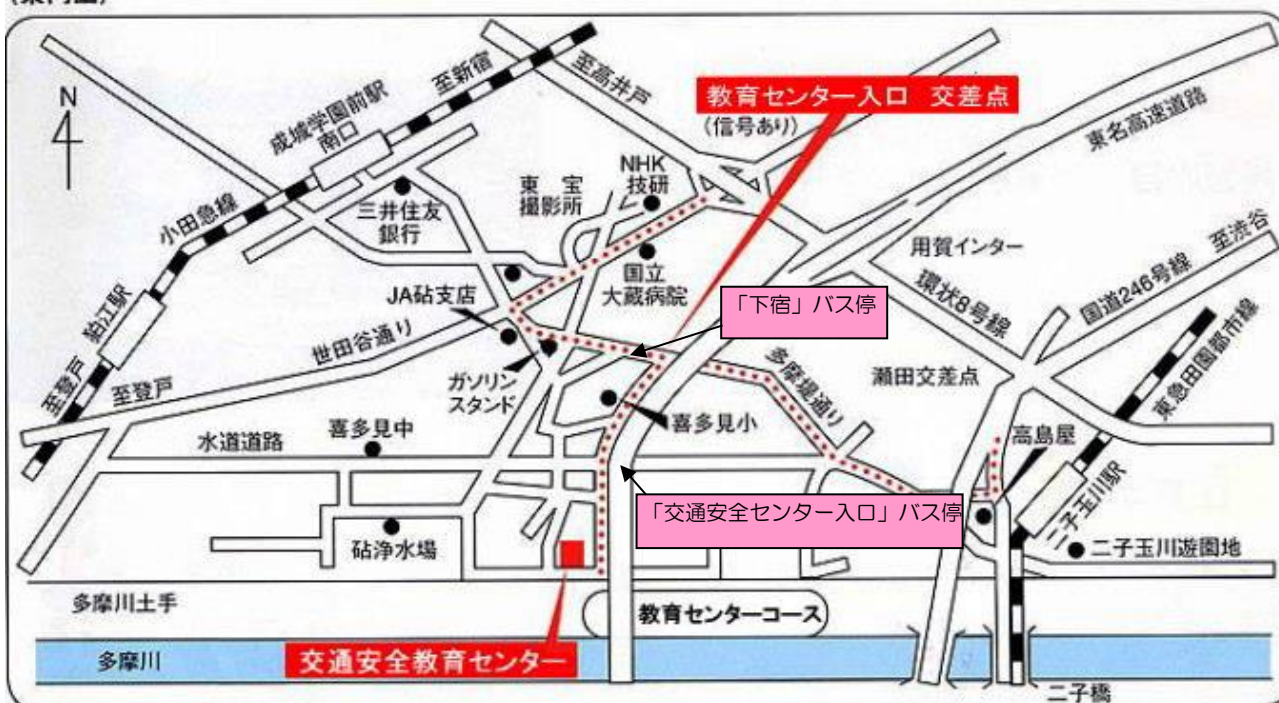 N
成城学園前駅
南口
至新宿
至高井戸
教育センター入口 交差点
(信号あり)
東名高速道路
小田急線
三井住友
銀行
東宝
撮影所
NHK
技研
国立
大蔵病院
用賀インター
環状8号線
国道246号線
至渋谷
狛江駅
至登戸
至登戸
世田谷通り
JA砧支店
ガソリン
スタンド
「下宿」バス停
多摩堤通り
瀬田交差点
東急田園都市線
水道道路
喜多見中
喜多見小
高島屋
二子玉川駅
「交通安全センター入口」バス停
砧浄水場
二子玉川遊園地
多摩川土手
教育センターコース
多摩川
交通安全教育センター
二子橋